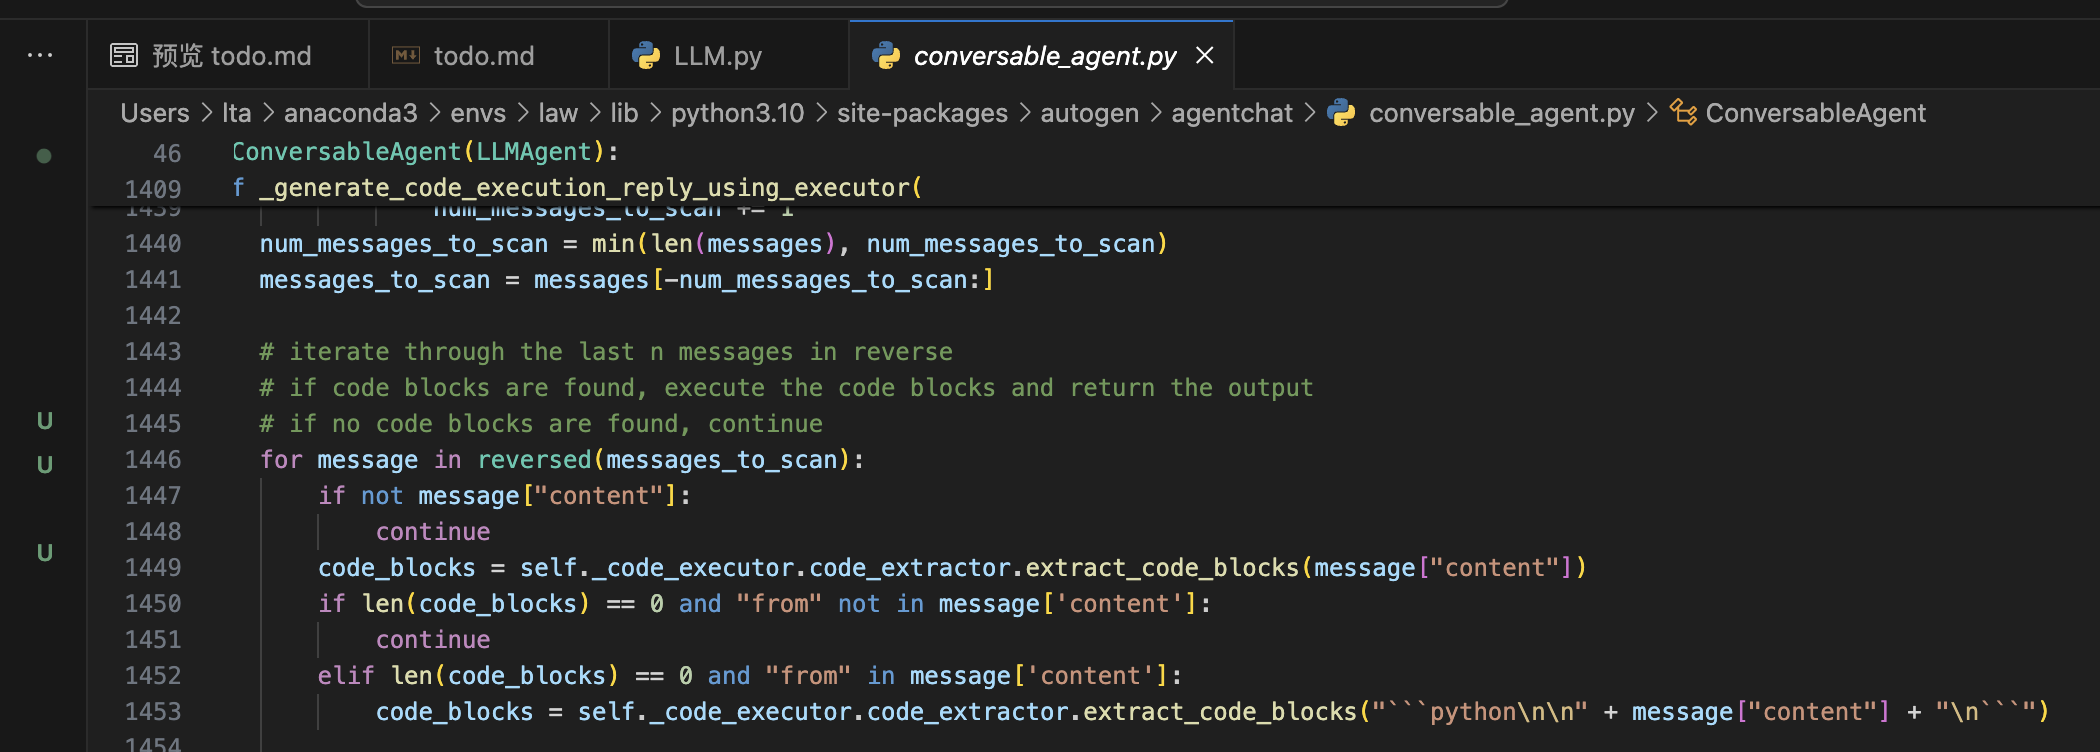 ··· 预览 todo.md todo.md LLM.py conversable_agent.py ×
Users > lta > anaconda3 > envs > law > lib > python3.10 > site-packages > autogen > agentchat > conversable_agent.py > ConversableAgent
46 ConversableAgent(LLMAgent):
1409 f _generate_code_execution_reply_using_executor(
1439 num_messages_to_scan += 1
1440 num_messages_to_scan = min(len(messages), num_messages_to_scan)
1441 messages_to_scan = messages[-num_messages_to_scan:]
1442
1443 # iterate through the last n messages in reverse
1444 # if code blocks are found, execute the code blocks and return the output
1445 # if no code blocks are found, continue
1446 for message in reversed(messages_to_scan):
1447 if not message["content"]:
1448 continue
1449 code_blocks = self._code_executor.code_extractor.extract_code_blocks(message["content"])
1450 if len(code_blocks) == 0 and "from" not in message['content']:
1451 continue
1452 elif len(code_blocks) == 0 and "from" in message['content']:
1453 code_blocks = self._code_executor.code_extractor.extract_code_blocks("```python\n\n" + message["content"] + "\n```")
1454
U
U
U